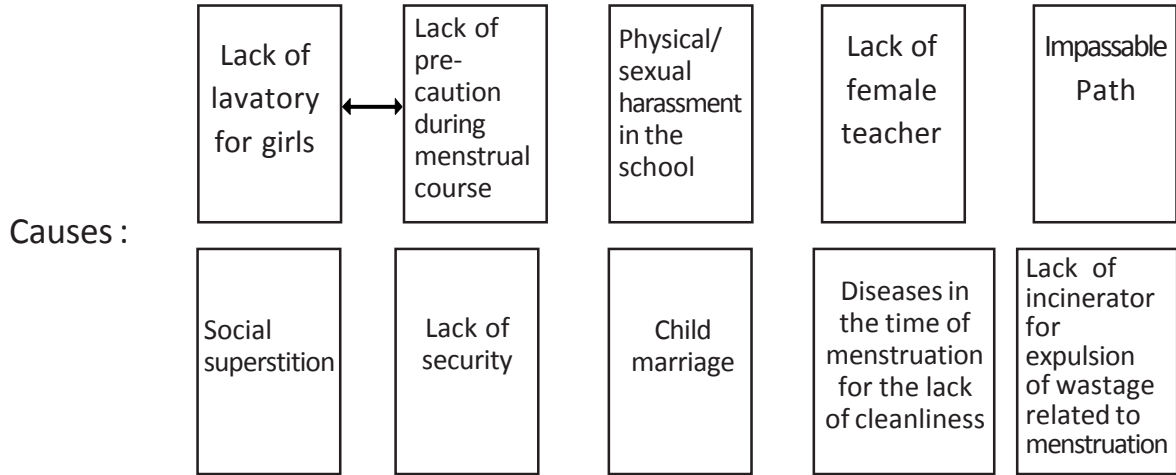 Lack of
lavatory
for girls
Lack of
pre-
caution
during
menstrual
course
Physical/
sexual
harassment
in the
school
Lack of
female
teacher
Impassable
Path
Causes :
Social
superstition
Lack of
security
Child
marriage
Diseases in
the time of
menstruation
for the lack
of cleanliness
Lack of
incinerator
for
expulsion
of wastage
related to
menstruation